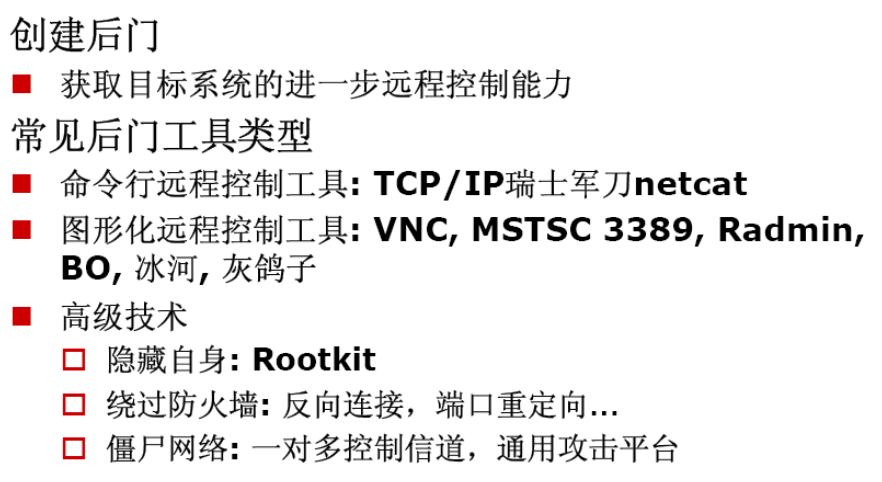 创建后门
获取目标系统的进一步远程控制能力
常见后门工具类型
命令行远程控制工具: TCP/IP瑞士军刀netcat
图形化远程控制工具: VNC, MSTSC 3389, Radmin,
BO, 冰河, 灰鸽子
高级技术
隐藏自身: Rootkit
绕过防火墙: 反向连接，端口重定向…
僵尸网络: 一对多控制信道，通用攻击平台